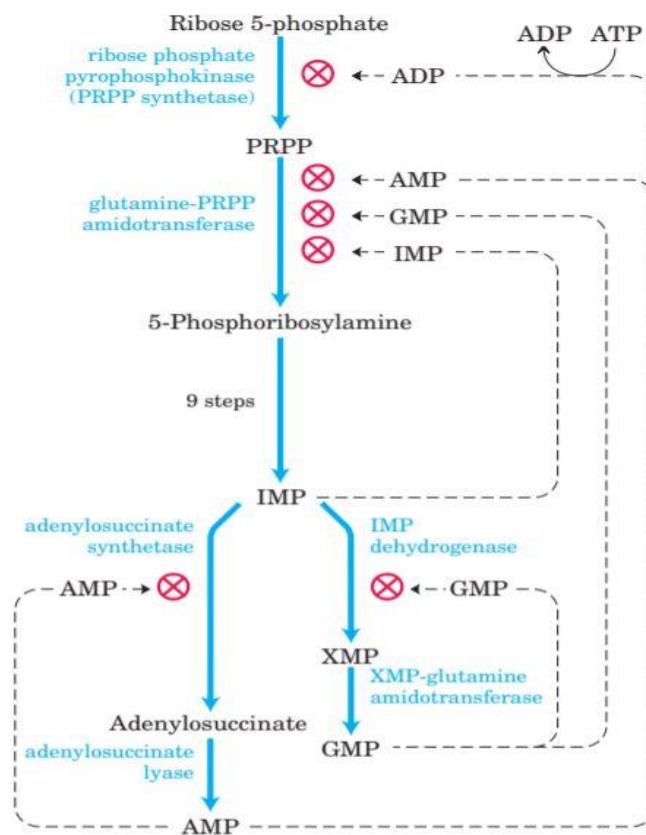 Ribose 5-phosphate
ribose phosphate
pyrophosphokinase
(PRPP synthetase)
ADP
ADP ATP
PRPP
glutamine-PRPP
amidotransferase
AMP
GMP
IMP
5-Phosphoribosylamine
9 steps
IMP
adenylosuccinate
synthetase
IMP
dehydrogenase
AMP
GMP
XMP
XMP-glutamine
amidotransferase
Adenylosuccinate
GMP
adenylosuccinate
lyase
AMP